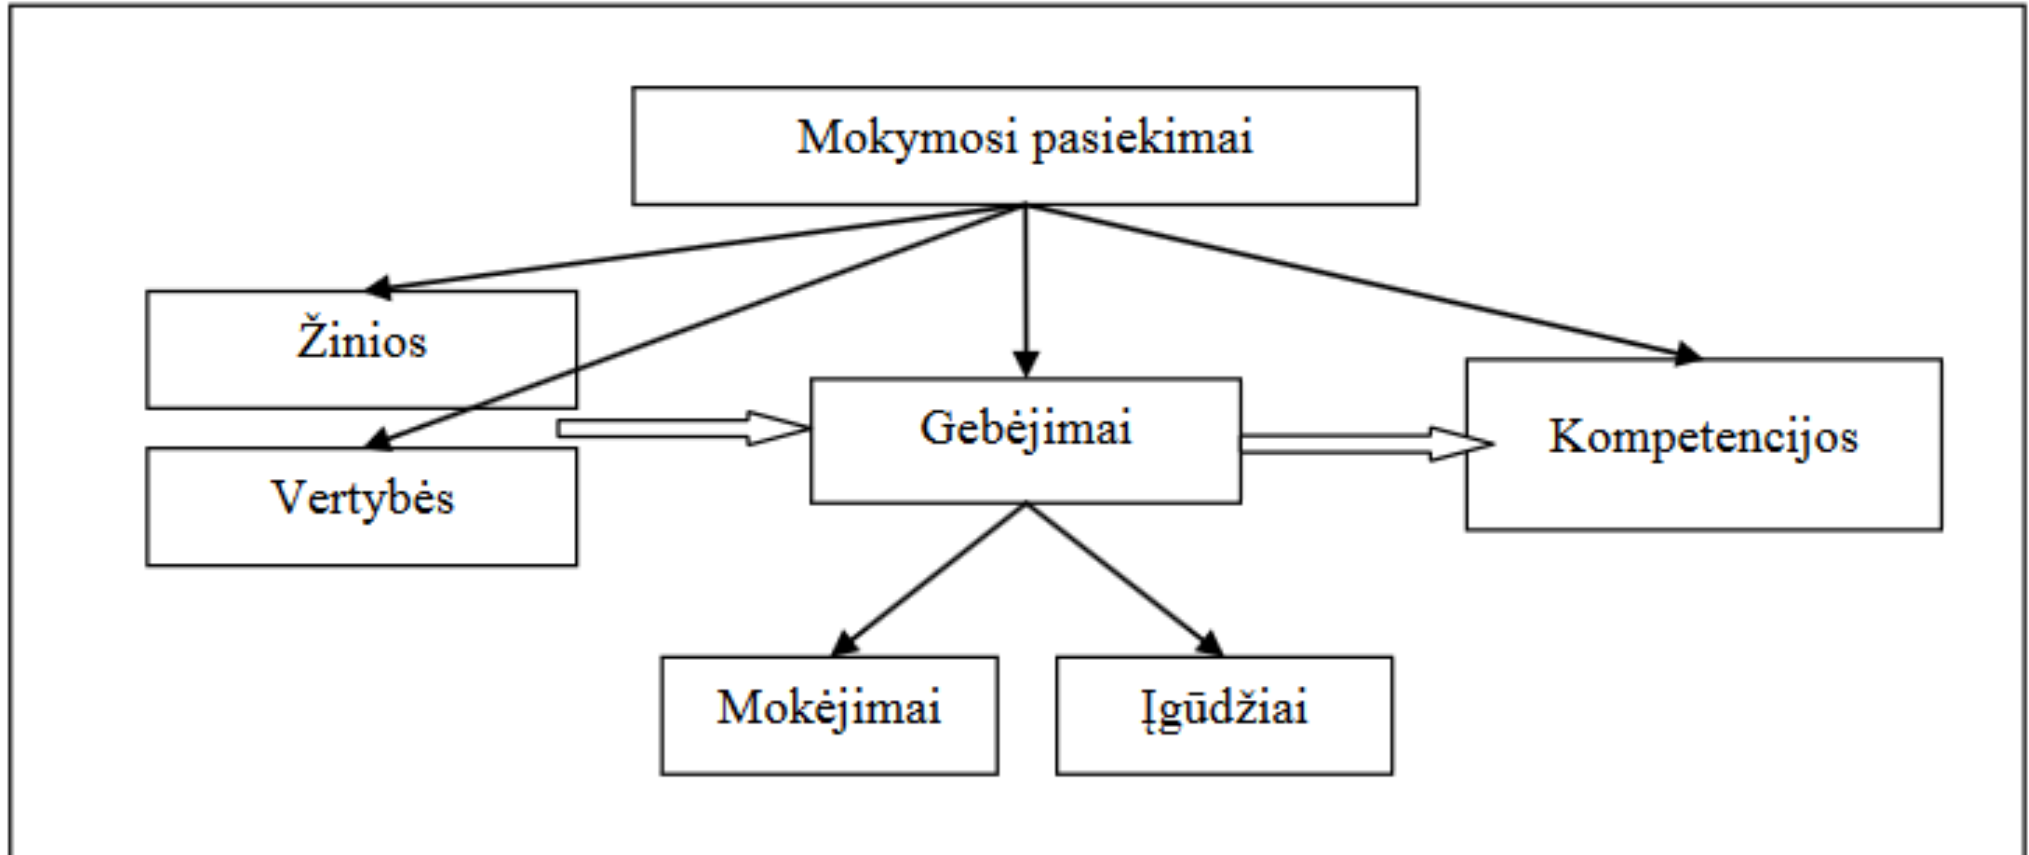 Mokymosi pasiekimai
Žinios
Vertybės
Gebėjimai
Kompetencijos
Mokėjimai
Įgūdžiai